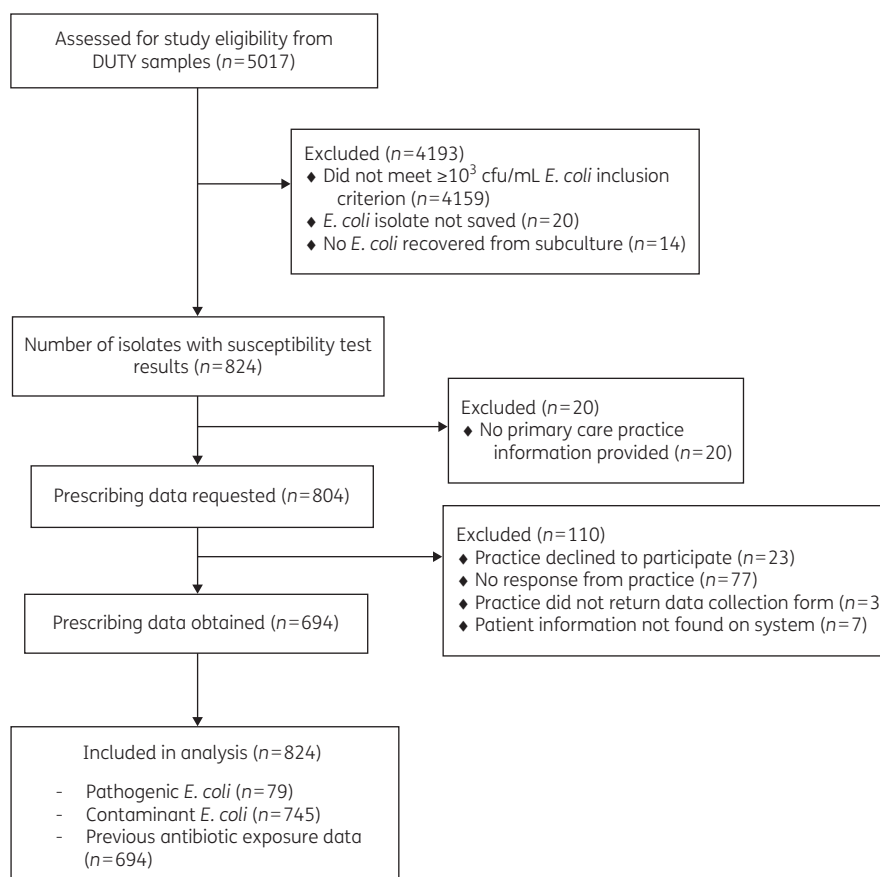 Assessed for study eligibility from
DUTY samples (n=5017)
Excluded (n=4193)
♦ Did not meet ≥10³ cfu/mL E. coli inclusion
criterion (n=4159)
♦ E. coli isolate not saved (n=20)
♦ No E. coli recovered from subculture (n=14)
Number of isolates with susceptibility test
results (n=824)
Excluded (n=20)
♦ No primary care practice
information provided (n=20)
Prescribing data requested (n=804)
Excluded (n=110)
♦ Practice declined to participate (n=23)
♦ No response from practice (n=77)
♦ Practice did not return data collection form (n=3
♦ Patient information not found on system (n=7)
Prescribing data obtained (n=694)
Included in analysis (n=824)
- Pathogenic E. coli (n=79)
- Contaminant E. coli (n=745)
- Previous antibiotic exposure data
(n=694)